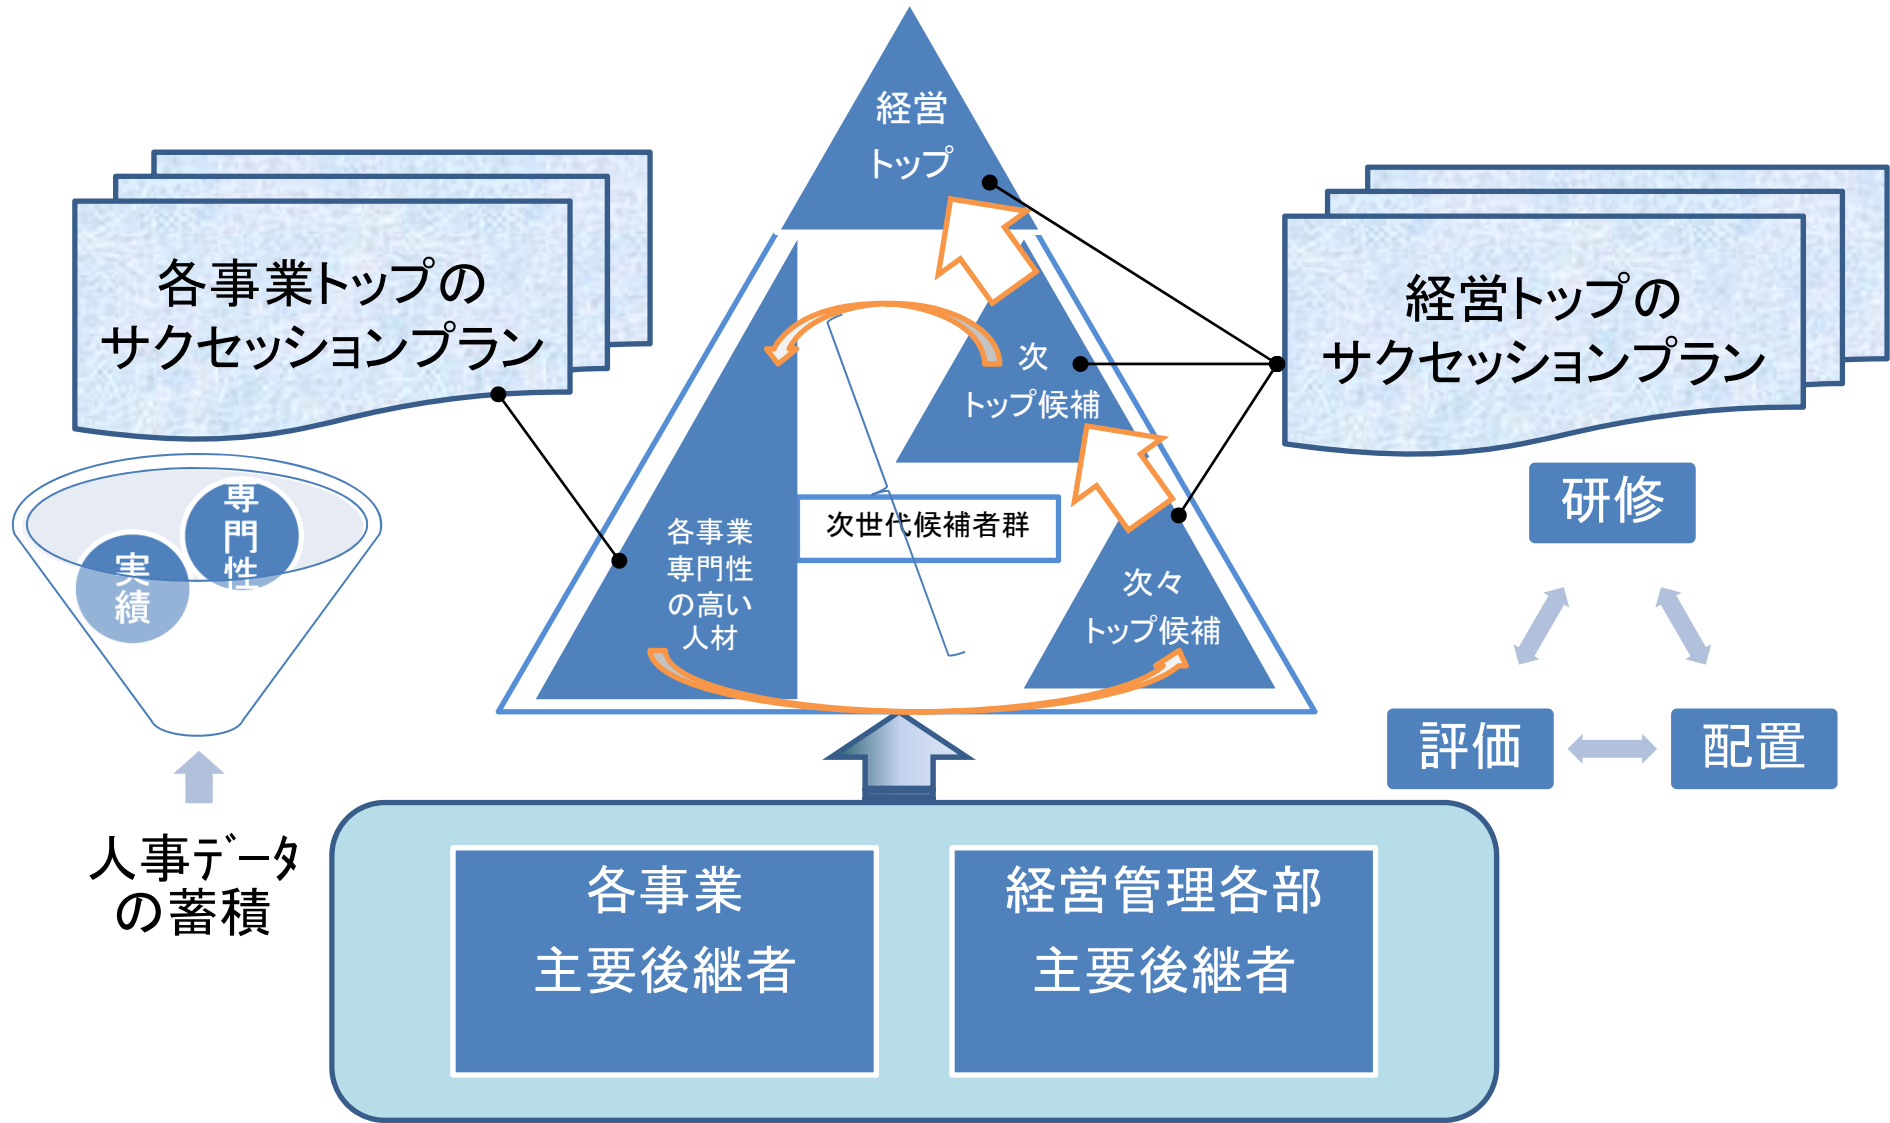 経営
トップ
各事業トップの
サクセッションプラン
経営トップの
サクセッションプラン
次
トップ候補
専
門
性
実
績
次世代候補者群
各事業
専門性
の高い
人材
次々
トップ候補
研修
評価
配置
人事データ
の蓄積
各事業
主要後継者
経営管理各部
主要後継者